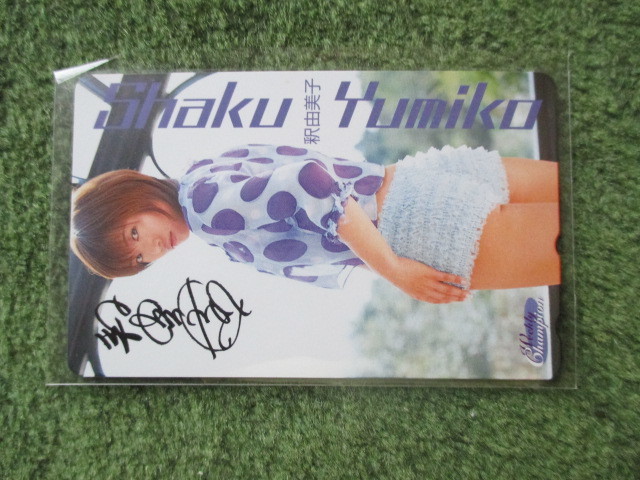 Shaku Yumiko
釈由美子
Weekly
Champion